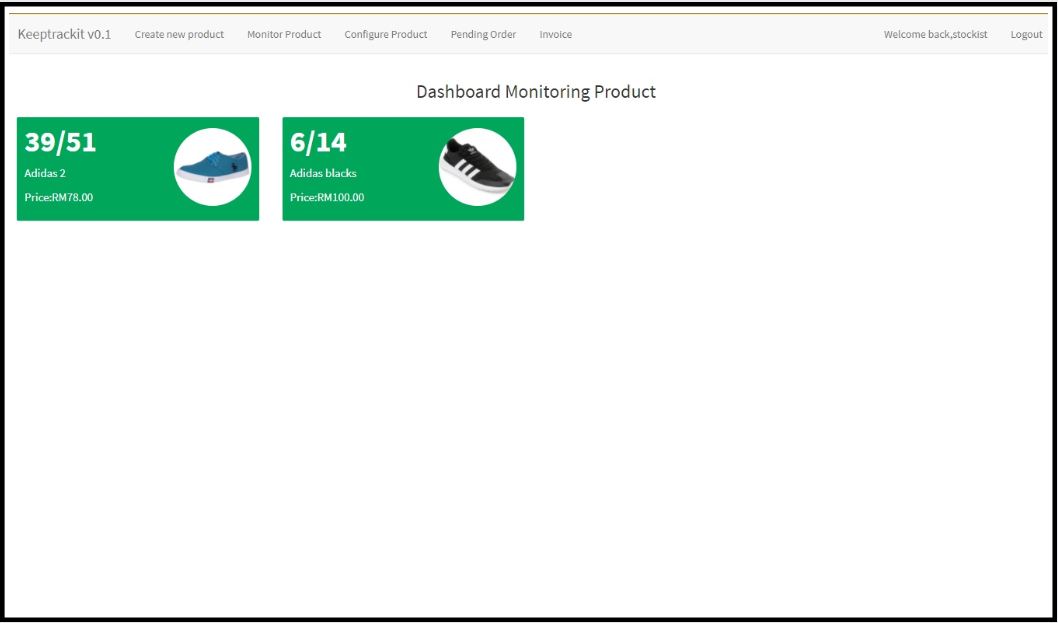 Keeptrackit v0.1 Create new product Monitor Product Configure Product Pending Order Invoice Welcome back,stockist Logout
Dashboard Monitoring Product
39/51
Adidas 2
Price:RM78.00
6/14
Adidas blacks
Price:RM100.00